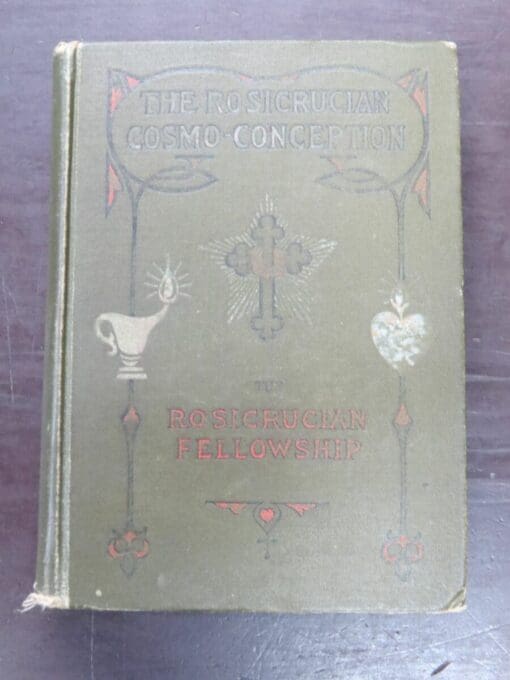 THE ROSICRUCIAN
COSMO-CONCEPTION
THE
ROSICRUCIAN
FELLOWSHIP